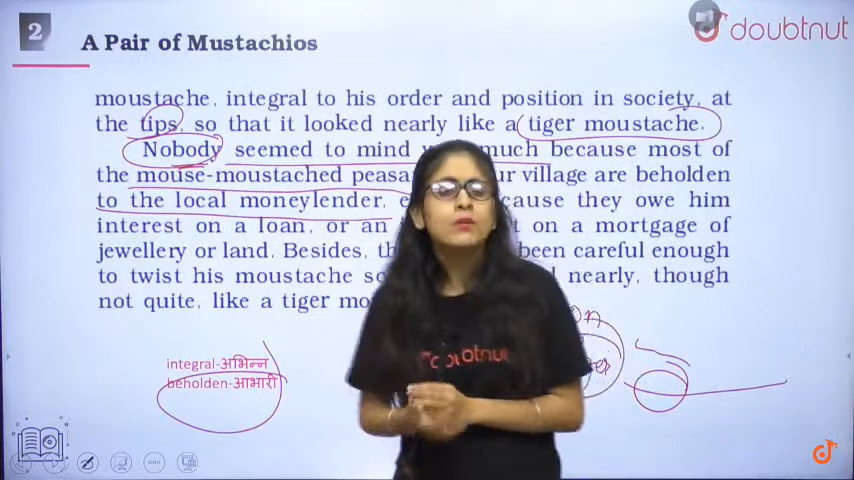 2
A Pair of Mustachios
doubtnut
moustache, integral to his order and position in society, at
the tips, so that it looked nearly like a tiger moustache.
Nobody seemed to mind much because most of
the mouse-moustached village are beholden
to the local moneylender, they owe him
interest on a loan, or an on a mortgage of
jewellery or land. Besides, been careful enough
to twist his moustache nearly, though
not quite, like a tiger
integral-अभिन्न
beholden-आभारी
doubtnut